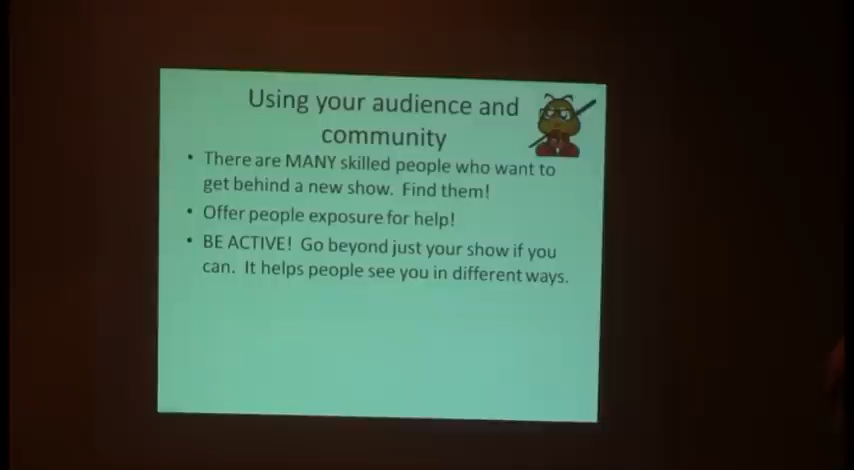 Using your audience and
community
• There are MANY skilled people who want to
get behind a new show. Find them!
• Offer people exposure for help!
• BE ACTIVE! Go beyond just your show if you
can. It helps people see you in different ways.